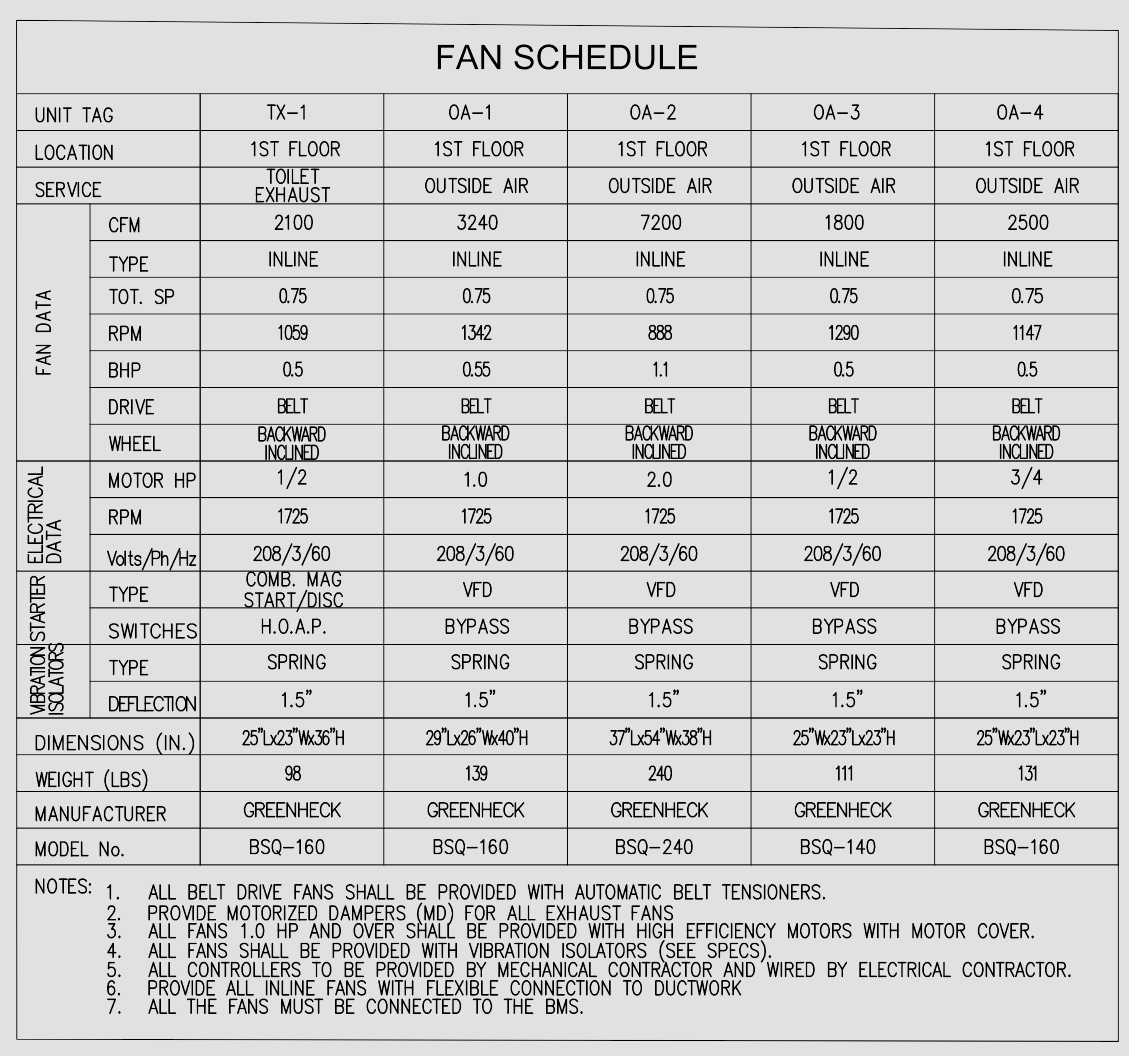 FAN SCHEDULE
UNIT TAG TX-1 OA-1 OA-2 OA-3 OA-4
LOCATION 1ST FLOOR 1ST FLOOR 1ST FLOOR 1ST FLOOR 1ST FLOOR
SERVICE TOILET EXHAUST OUTSIDE AIR OUTSIDE AIR OUTSIDE AIR OUTSIDE AIR
FAN DATA
CFM 2100 3240 7200 1800 2500
TYPE INLINE INLINE INLINE INLINE INLINE
TOT. SP 0.75 0.75 0.75 0.75 0.75
RPM 1059 1342 888 1290 1147
BHP 0.5 0.55 1.1 0.5 0.5
DRIVE BELT BELT BELT BELT BELT
WHEEL BACKWARD INCLINED BACKWARD INCLINED BACKWARD INCLINED BACKWARD INCLINED BACKWARD INCLINED
ELECTRICAL DATA
MOTOR HP 1/2 1.0 2.0 1/2 3/4
RPM 1725 1725 1725 1725 1725
Volts/Ph/Hz 208/3/60 208/3/60 208/3/60 208/3/60 208/3/60
STARTER
TYPE COMB. MAG START/DISC VFD VFD VFD VFD
SWITCHES H.O.A.P. BYPASS BYPASS BYPASS BYPASS
VIBRATION ISOLATORS
TYPE SPRING SPRING SPRING SPRING SPRING
DEFLECTION 1.5" 1.5" 1.5" 1.5" 1.5"
DIMENSIONS (IN.) 25"Lx23"Wx36"H 29"Lx26"Wx40"H 37"Lx54"Wx38"H 25"Wx23"Lx23"H 25"Wx23"Lx23"H
WEIGHT (LBS) 98 139 240 111 131
MANUFACTURER GREENHECK GREENHECK GREENHECK GREENHECK GREENHECK
MODEL No. BSQ-160 BSQ-160 BSQ-240 BSQ-140 BSQ-160
NOTES: 1. ALL BELT DRIVE FANS SHALL BE PROVIDED WITH AUTOMATIC BELT TENSIONERS.
2. PROVIDE MOTORIZED DAMPERS (MD) FOR ALL EXHAUST FANS
3. ALL FANS 1.0 HP AND OVER SHALL BE PROVIDED WITH HIGH EFFICIENCY MOTORS WITH MOTOR COVER.
4. ALL FANS SHALL BE PROVIDED WITH VIBRATION ISOLATORS (SEE SPECS).
5. ALL CONTROLLERS TO BE PROVIDED BY MECHANICAL CONTRACTOR AND WIRED BY ELECTRICAL CONTRACTOR.
6. PROVIDE ALL INLINE FANS WITH FLEXIBLE CONNECTION TO DUCTWORK
7. ALL THE FANS MUST BE CONNECTED TO THE BMS.